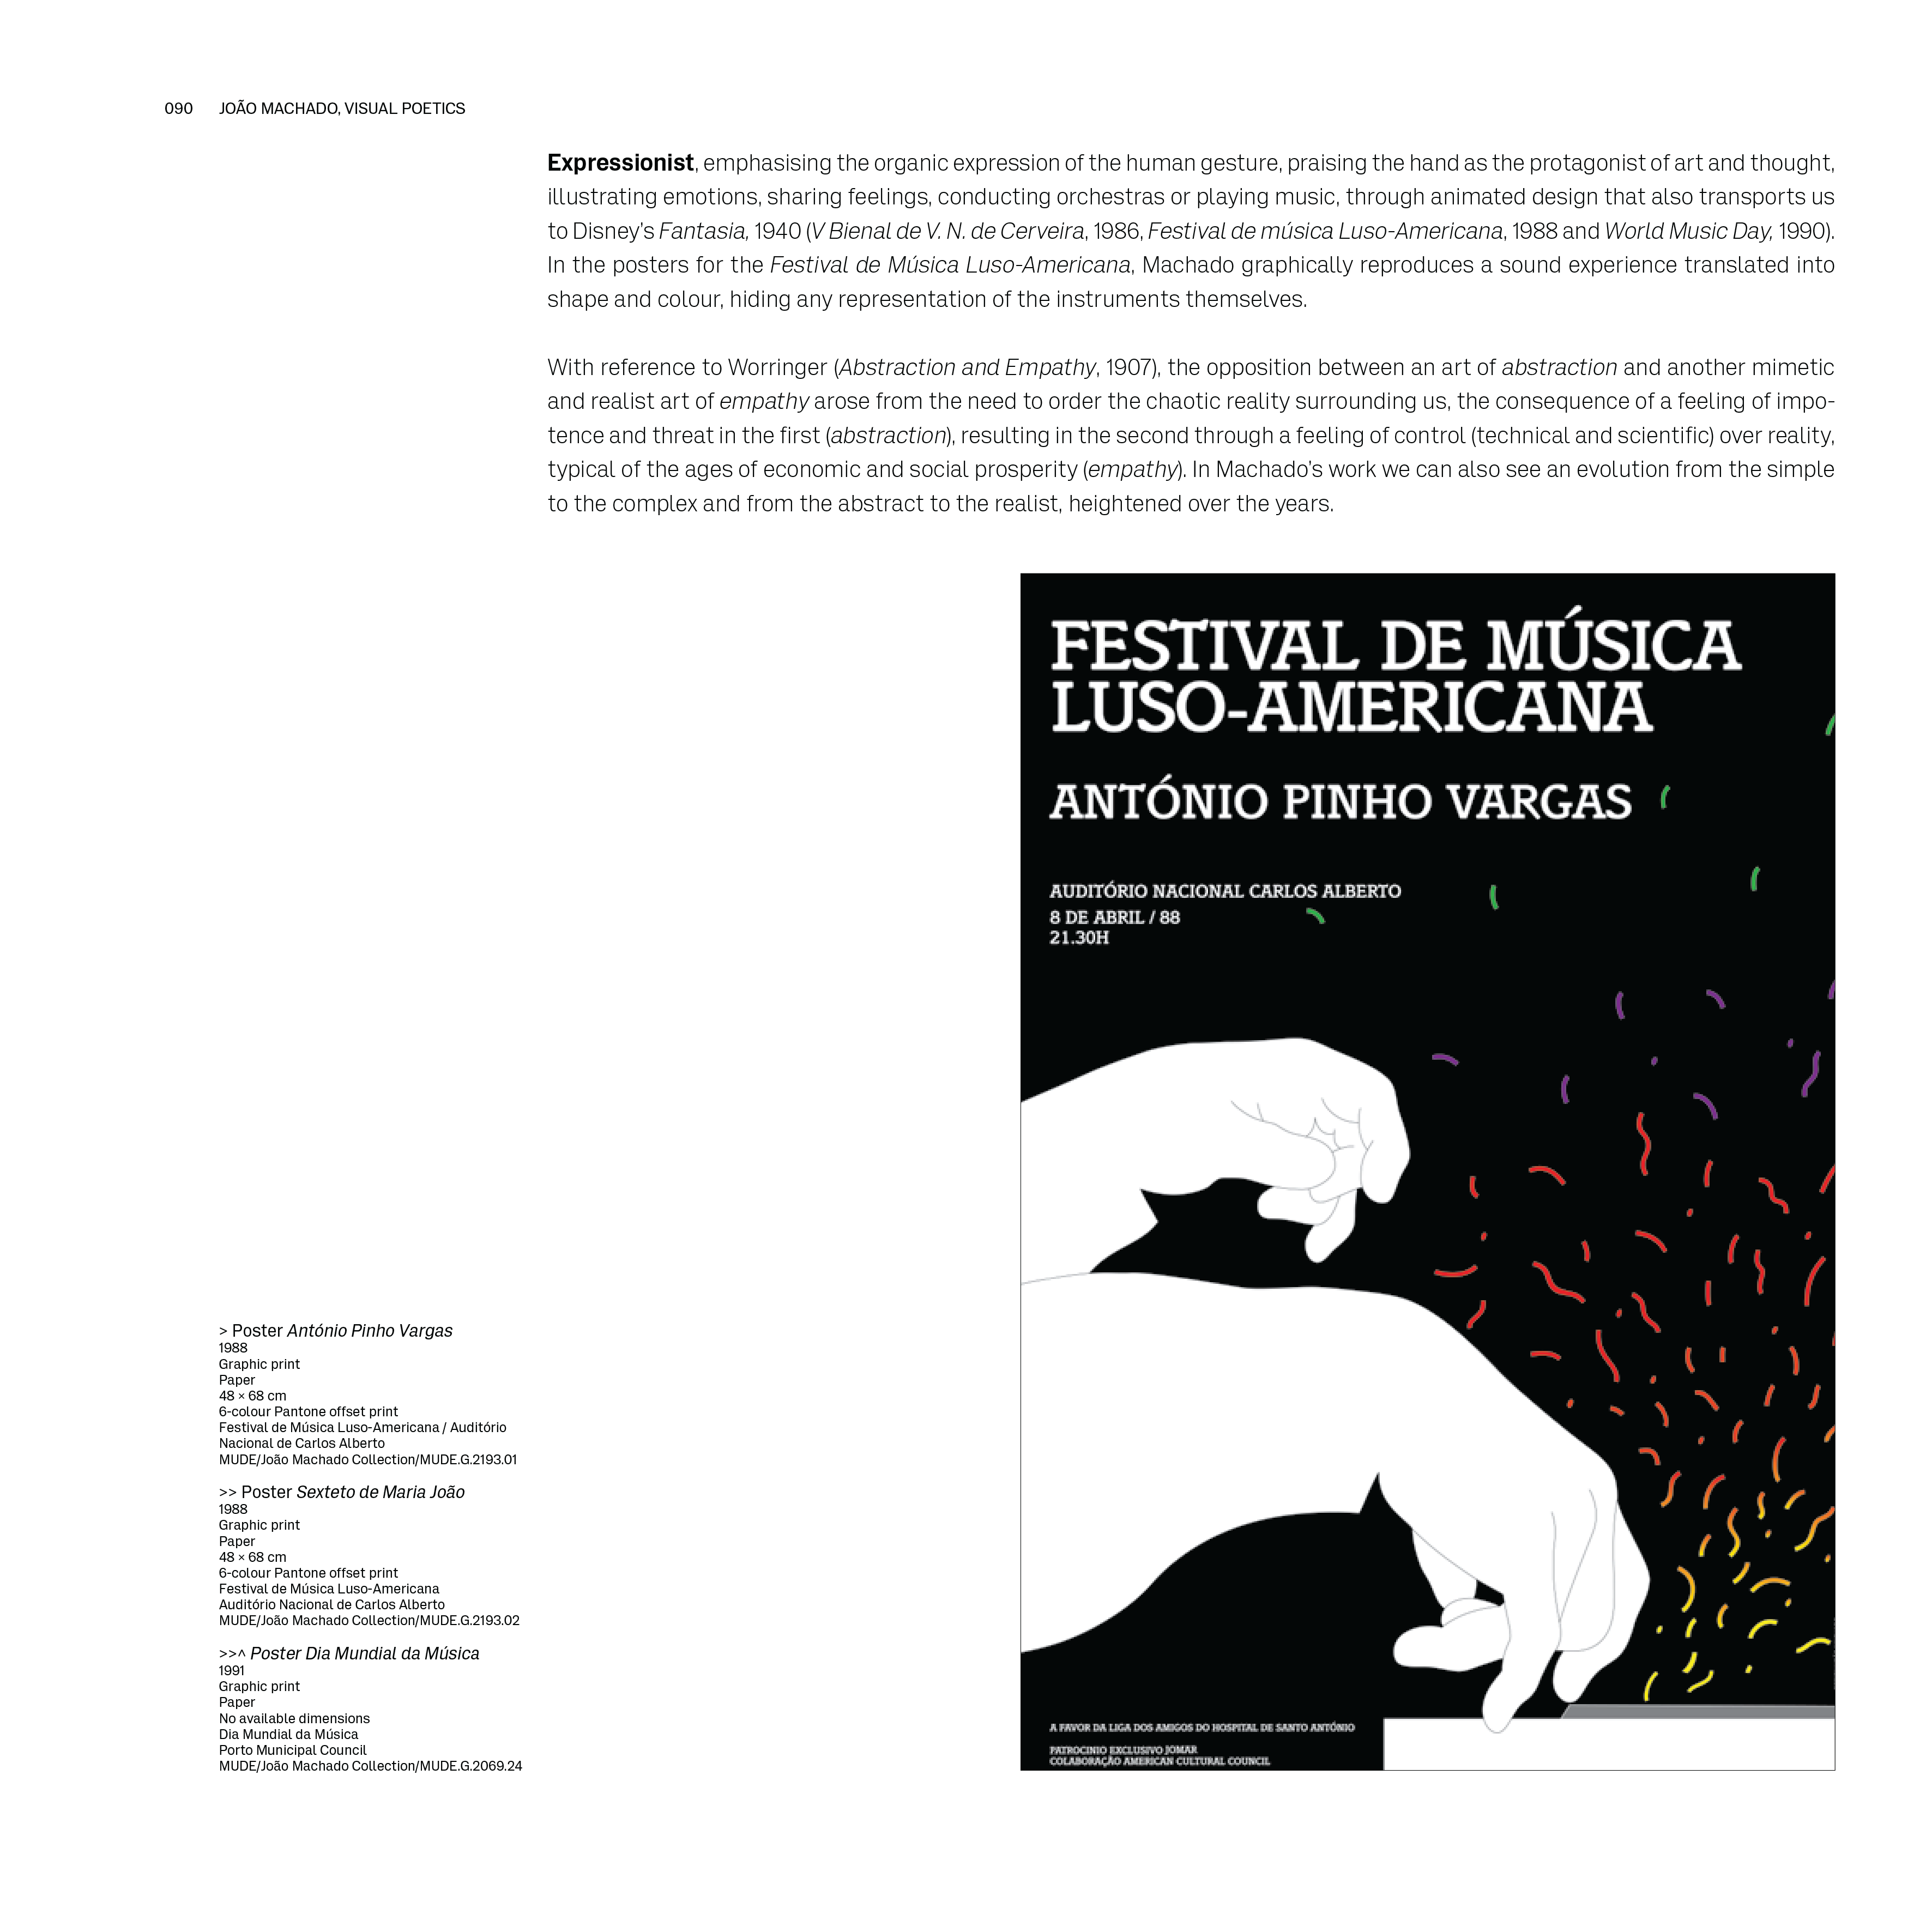 090 JOÃO MACHADO, VISUAL POETICS
Expressionist, emphasising the organic expression of the human gesture, praising the hand as the protagonist of art and thought,
illustrating emotions, sharing feelings, conducting orchestras or playing music, through animated design that also transports us
to Disney’s Fantasia, 1940 (V Bienal de V. N. de Cerveira, 1986, Festival de música Luso-Americana, 1988 and World Music Day, 1990).
In the posters for the Festival de Música Luso-Americana, Machado graphically reproduces a sound experience translated into
shape and colour, hiding any representation of the instruments themselves.
With reference to Worringer (Abstraction and Empathy, 1907), the opposition between an art of abstraction and another mimetic
and realist art of empathy arose from the need to order the chaotic reality surrounding us, the consequence of a feeling of impo-
tence and threat in the first (abstraction), resulting in the second through a feeling of control (technical and scientific) over reality,
typical of the ages of economic and social prosperity (empathy). In Machado’s work we can also see an evolution from the simple
to the complex and from the abstract to the realist, heightened over the years.
FESTIVAL DE MÚSICA
LUSO-AMERICANA
ANTÓNIO PINHO VARGAS
AUDITÓRIO NACIONAL CARLOS ALBERTO
8 DE ABRIL / 88
21.30H
A FAVOR DA LIGA DOS AMIGOS DO HOSPITAL DE SANTO ANTÓNIO
PATROCINIO EXCLUSIVO JOMAR
COLABORAÇÃO AMERICAN CULTURAL COUNCIL
> Poster António Pinho Vargas
1988
Graphic print
Paper
48 × 68 cm
6-colour Pantone offset print
Festival de Música Luso-Americana / Auditório
Nacional de Carlos Alberto
MUDE/João Machado Collection/MUDE.G.2193.01
>> Poster Sexteto de Maria João
1988
Graphic print
Paper
48 × 68 cm
6-colour Pantone offset print
Festival de Música Luso-Americana
Auditório Nacional de Carlos Alberto
MUDE/João Machado Collection/MUDE.G.2193.02
>>^ Poster Dia Mundial da Música
1991
Graphic print
Paper
No available dimensions
Dia Mundial da Música
Porto Municipal Council
MUDE/João Machado Collection/MUDE.G.2069.24